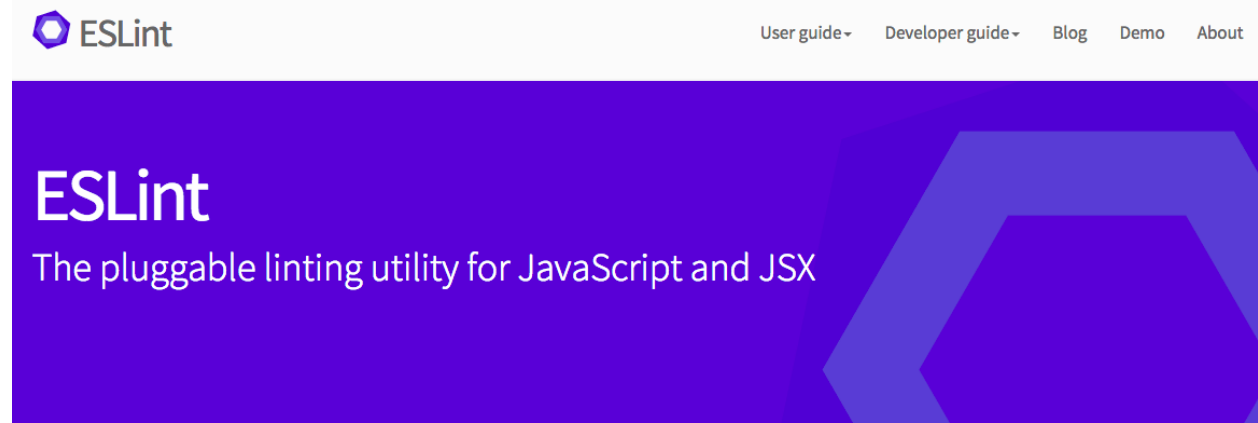 ESLint
User guide Developer guide Blog Demo About
ESLint
The pluggable linting utility for JavaScript and JSX